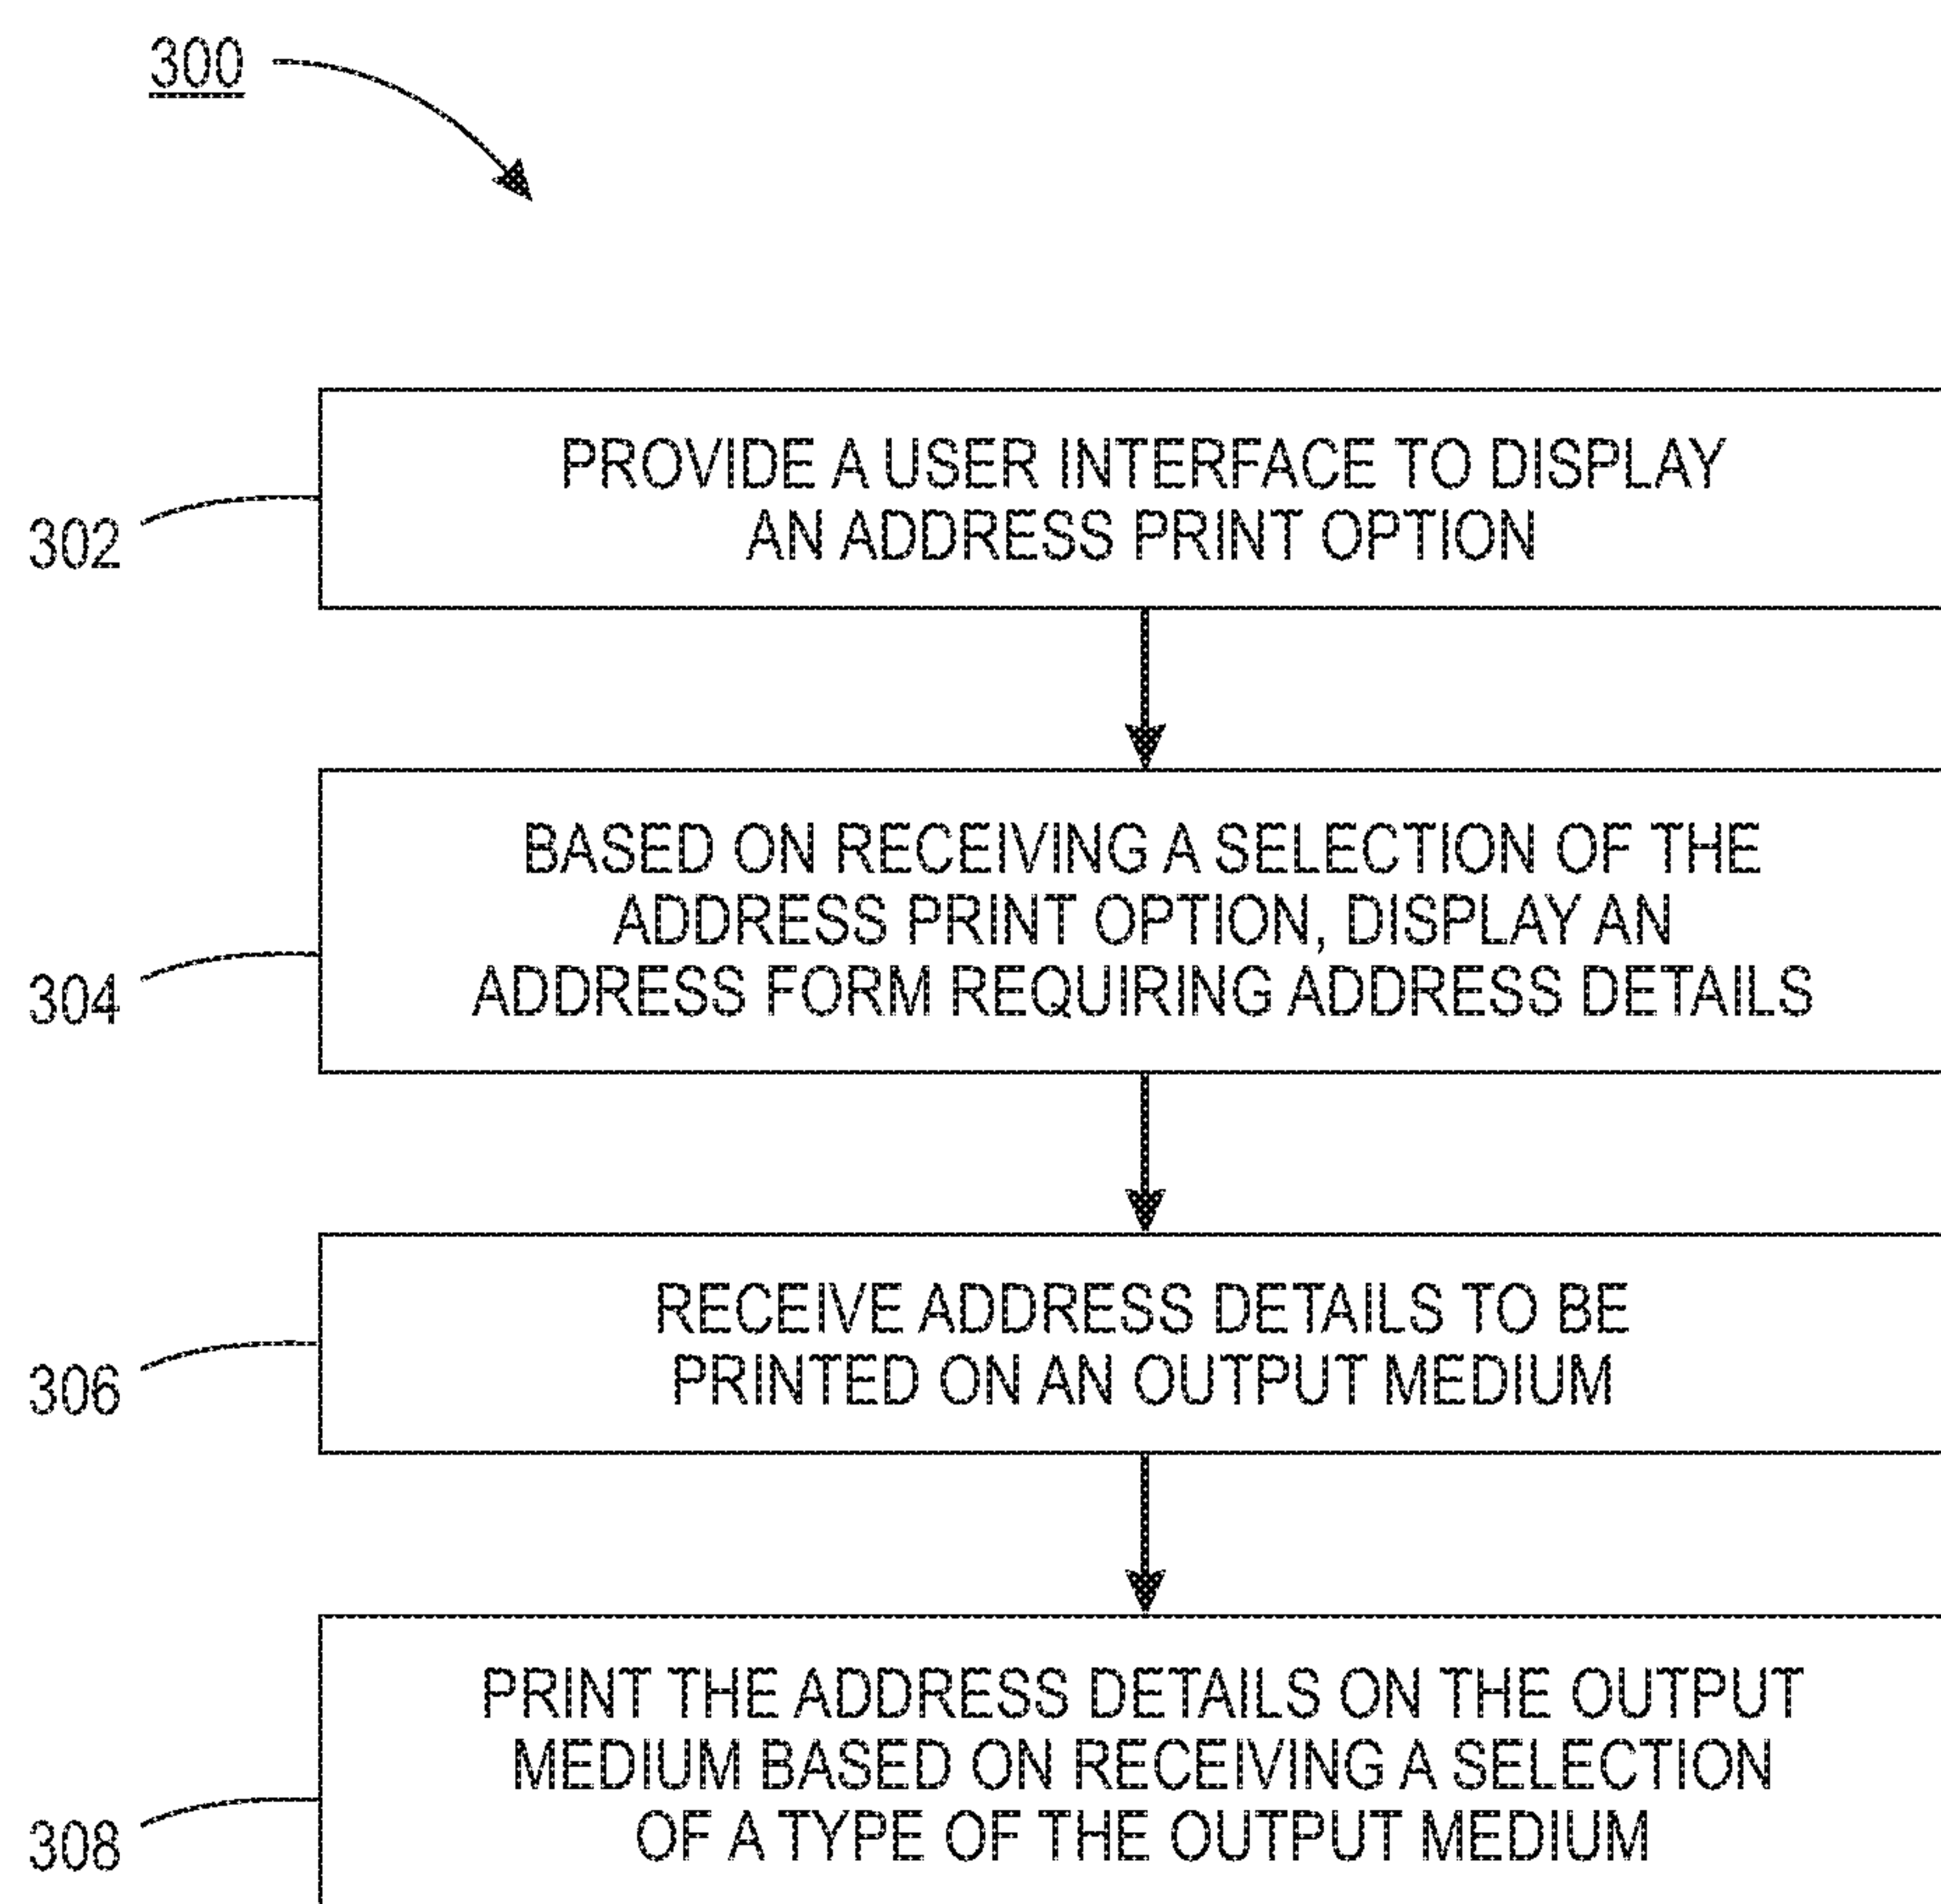 300
PROVIDE A USER INTERFACE TO DISPLAY
AN ADDRESS PRINT OPTION
302
BASED ON RECEIVING A SELECTION OF THE
ADDRESS PRINT OPTION, DISPLAY AN
ADDRESS FORM REQUIRING ADDRESS DETAILS
304
RECEIVE ADDRESS DETAILS TO BE
PRINTED ON AN OUTPUT MEDIUM
306
PRINT THE ADDRESS DETAILS ON THE OUTPUT
MEDIUM BASED ON RECEIVING A SELECTION
OF A TYPE OF THE OUTPUT MEDIUM
308